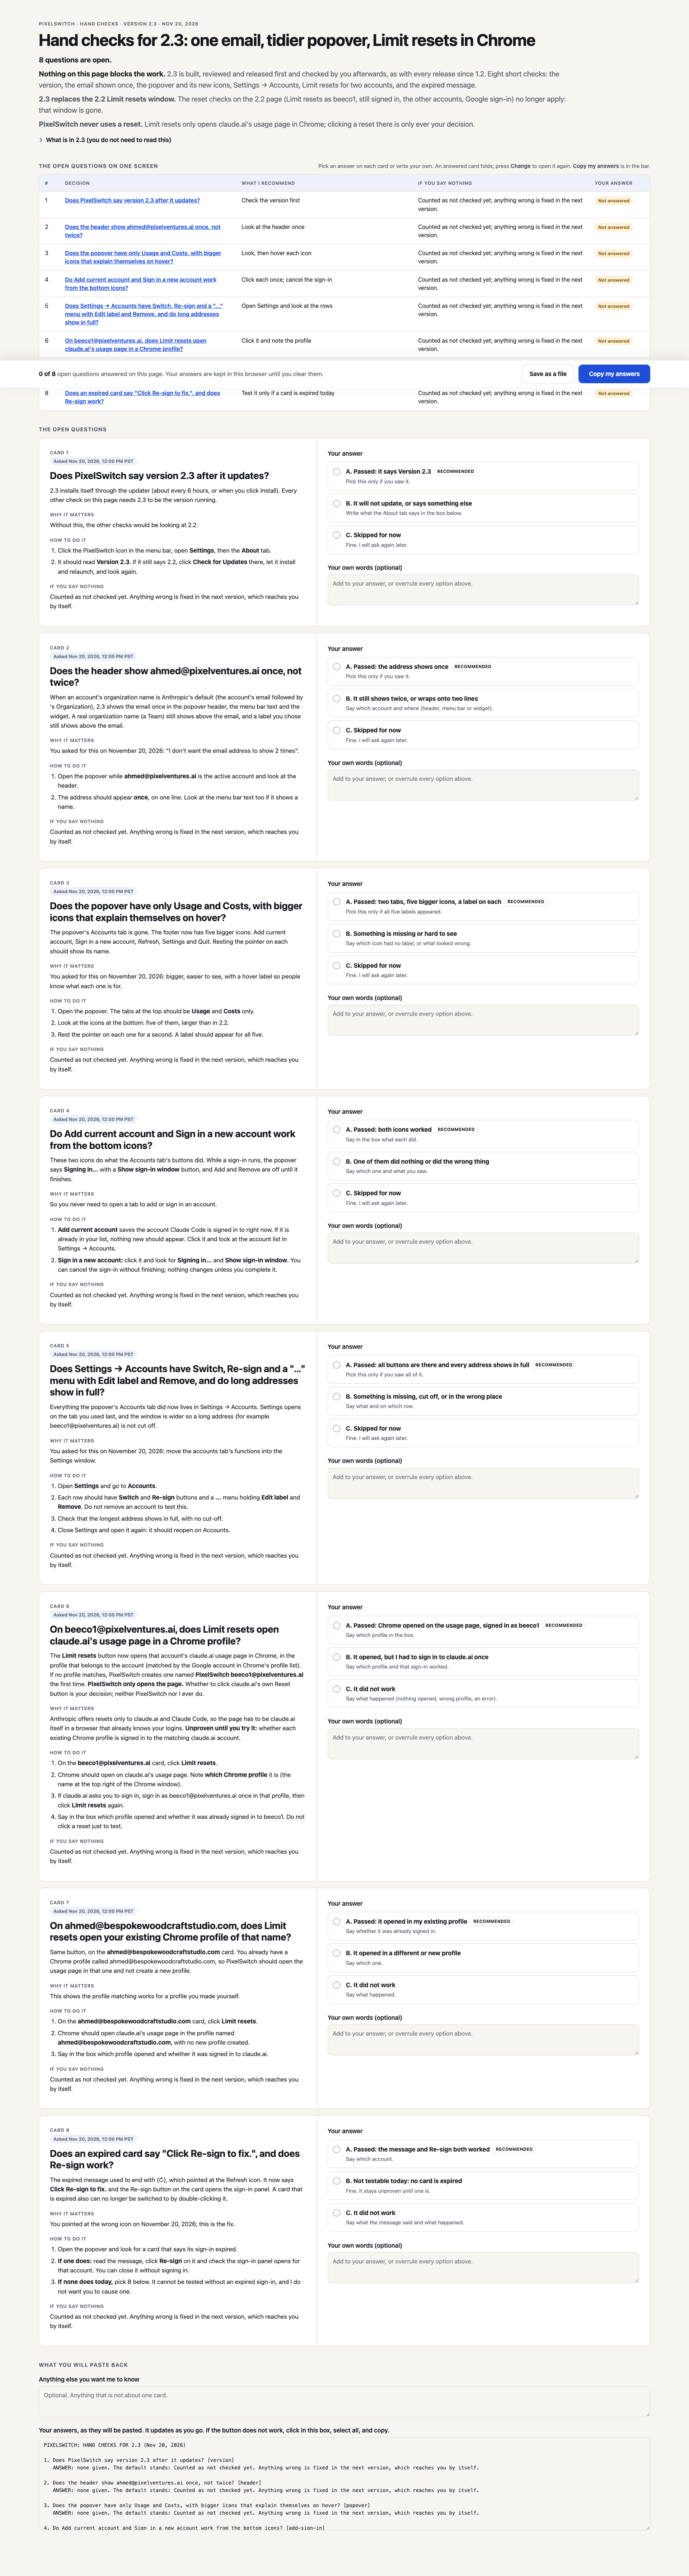 PIXELSWITCH · HAND CHECKS · VERSION 2.3 · NOV 20, 2026
Hand checks for 2.3: one email, tidier popover, Limit resets in Chrome
8 questions are open.
Nothing on this page blocks the work. 2.3 is built, reviewed and released first and checked by you afterwards, as with every release since 1.2. Eight short checks: the
version, the email shown once, the popover and its new icons, Settings → Accounts, Limit resets for two accounts, and the expired message.
2.3 replaces the 2.2 Limit resets window. The reset checks on the 2.2 page (Limit resets as beeco1, still signed in, the other accounts, Google sign-in) no longer apply:
that window is gone.
PixelSwitch never uses a reset. Limit resets only opens claude.ai's usage page in Chrome; clicking a reset there is only ever your decision.
What is in 2.3 (you do not need to read this)
THE OPEN QUESTIONS ON ONE SCREEN
Pick an answer on each card or write your own. An answered card folds; press Change to open it again. Copy my answers is in the bar.
# DECISION WHAT I RECOMMEND IF YOU SAY NOTHING YOUR ANSWER
1 Does PixelSwitch say version 2.3 after it updates? Check the version first Counted as not checked yet; anything wrong is fixed in the next Not answered
version.
2 Does the header show ahmed@pixelventures.ai once, not Look at the header once Counted as not checked yet; anything wrong is fixed in the next Not answered
twice? version.
3 Does the popover have only Usage and Costs, with bigger Look, then hover each icon Counted as not checked yet; anything wrong is fixed in the next Not answered
icons that explain themselves on hover? version.
4 Do Add current account and Sign in a new account work Click each once; cancel the sign-in Counted as not checked yet; anything wrong is fixed in the next Not answered
from the bottom icons? version.
5 Does Settings → Accounts have Switch, Re-sign and a "…" Open Settings and look at the rows Counted as not checked yet; anything wrong is fixed in the next Not answered
menu with Edit label and Remove, and do long addresses version.
show in full?
6 On beeco1@pixelventures.ai, does Limit resets open Click it and note the profile Counted as not checked yet; anything wrong is fixed in the next Not answered
claude.ai's usage page in a Chrome profile? version.
0 of 8 open questions answered on this page. Your answers are kept in this browser until you clear them.
Save as a file
Copy my answers
8 Does an expired card say "Click Re-sign to fix.", and does Test it only if a card is expired today Counted as not checked yet; anything wrong is fixed in the next Not answered
Re-sign work? version.
THE OPEN QUESTIONS
CARD 1
Asked Nov 20, 2026, 12:00 PM PST
Does PixelSwitch say version 2.3 after it updates?
2.3 installs itself through the updater (about every 6 hours, or when you click Install). Every
other check on this page needs 2.3 to be the version running.
WHY IT MATTERS
Without this, the other checks would be looking at 2.2.
HOW TO DO IT
1. Click the PixelSwitch icon in the menu bar, open Settings, then the About tab.
2. It should read Version 2.3. If it still says 2.2, click Check for Updates there, let it install
and relaunch, and look again.
IF YOU SAY NOTHING
Counted as not checked yet. Anything wrong is fixed in the next version, which reaches you
by itself.
Your answer
A. Passed: it says Version 2.3 RECOMMENDED
Pick this only if you saw it.
B. It will not update, or says something else
Write what the About tab says in the box below.
C. Skipped for now
Fine. I will ask again later.
Your own words (optional)
Add to your answer, or overrule every option above.
CARD 2
Asked Nov 20, 2026, 12:00 PM PST
Does the header show ahmed@pixelventures.ai once, not
twice?
When an account's organization name is Anthropic's default (the account's email followed by
's Organization), 2.3 shows the email once in the popover header, the menu bar text and the
widget. A real organization name (a Team) still shows above the email, and a label you chose
still shows above the email.
WHY IT MATTERS
You asked for this on November 20, 2026: "I don't want the email address to show 2 times".
HOW TO DO IT
1. Open the popover while ahmed@pixelventures.ai is the active account and look at the
header.
2. The address should appear once, on one line. Look at the menu bar text too if it shows a
name.
IF YOU SAY NOTHING
Counted as not checked yet. Anything wrong is fixed in the next version, which reaches you
by itself.
Your answer
A. Passed: the address shows once RECOMMENDED
Pick this only if you saw it.
B. It still shows twice, or wraps onto two lines
Say which account and where (header, menu bar or widget).
C. Skipped for now
Fine. I will ask again later.
Your own words (optional)
Add to your answer, or overrule every option above.
CARD 3
Asked Nov 20, 2026, 12:00 PM PST
Does the popover have only Usage and Costs, with bigger
icons that explain themselves on hover?
The popover's Accounts tab is gone. The footer now has five bigger icons: Add current
account, Sign in a new account, Refresh, Settings and Quit. Resting the pointer on each
should show its name.
WHY IT MATTERS
You asked for this on November 20, 2026: bigger, easier to see, with a hover label so people
know what each one is for.
HOW TO DO IT
1. Open the popover. The tabs at the top should be Usage and Costs only.
2. Look at the icons at the bottom: five of them, larger than in 2.2.
3. Rest the pointer on each one for a second. A label should appear for all five.
IF YOU SAY NOTHING
Counted as not checked yet. Anything wrong is fixed in the next version, which reaches you
by itself.
Your answer
A. Passed: two tabs, five bigger icons, a label on each RECOMMENDED
Pick this only if all five labels appeared.
B. Something is missing or hard to see
Say which icon had no label, or what looked wrong.
C. Skipped for now
Fine. I will ask again later.
Your own words (optional)
Add to your answer, or overrule every option above.
CARD 4
Asked Nov 20, 2026, 12:00 PM PST
Do Add current account and Sign in a new account work
from the bottom icons?
These two icons do what the Accounts tab's buttons did. While a sign-in runs, the popover
says Signing in… with a Show sign-in window button, and Add and Remove are off until it
finishes.
WHY IT MATTERS
So you never need to open a tab to add or sign in an account.
HOW TO DO IT
1. Add current account saves the account Claude Code is signed in to right now. If it is
already in your list, nothing new should appear. Click it and look at the account list in
Settings → Accounts.
2. Sign in a new account: click it and look for Signing in… and Show sign-in window. You
can cancel the sign-in without finishing; nothing changes unless you complete it.
IF YOU SAY NOTHING
Counted as not checked yet. Anything wrong is fixed in the next version, which reaches you
by itself.
Your answer
A. Passed: both icons worked RECOMMENDED
Say in the box what each did.
B. One of them did nothing or did the wrong thing
Say which one and what you saw.
C. Skipped for now
Fine. I will ask again later.
Your own words (optional)
Add to your answer, or overrule every option above.
CARD 5
Asked Nov 20, 2026, 12:00 PM PST
Does Settings → Accounts have Switch, Re-sign and a "…"
menu with Edit label and Remove, and do long addresses
show in full?
Everything the popover's Accounts tab did now lives in Settings → Accounts. Settings opens
on the tab you used last, and the window is wider so a long address (for example
beeco1@pixelventures.ai) is not cut off.
WHY IT MATTERS
You asked for this on November 20, 2026: move the accounts tab's functions into the
Settings window.
HOW TO DO IT
1. Open Settings and go to Accounts.
2. Each row should have Switch and Re-sign buttons and a … menu holding Edit label and
Remove. Do not remove an account to test this.
3. Check that the longest address shows in full, with no cut-off.
4. Close Settings and open it again: it should reopen on Accounts.
IF YOU SAY NOTHING
Counted as not checked yet. Anything wrong is fixed in the next version, which reaches you
by itself.
Your answer
A. Passed: all buttons are there and every address shows in full RECOMMENDED
Pick this only if you saw all of it.
B. Something is missing, cut off, or in the wrong place
Say what and on which row.
C. Skipped for now
Fine. I will ask again later.
Your own words (optional)
Add to your answer, or overrule every option above.
CARD 6
Asked Nov 20, 2026, 12:00 PM PST
On beeco1@pixelventures.ai, does Limit resets open
claude.ai's usage page in a Chrome profile?
The Limit resets button now opens that account's claude.ai usage page in Chrome, in the
profile that belongs to the account (matched by the Google account in Chrome's profile list).
If no profile matches, PixelSwitch creates one named PixelSwitch beeco1@pixelventures.ai
the first time. PixelSwitch only opens the page. Whether to click claude.ai's own Reset
button is your decision; neither PixelSwitch nor I ever do.
WHY IT MATTERS
Anthropic offers resets only to claude.ai and Claude Code, so the page has to be claude.ai
itself in a browser that already knows your logins. Unproven until you try it: whether each
existing Chrome profile is signed in to the matching claude.ai account.
HOW TO DO IT
1. On the beeco1@pixelventures.ai card, click Limit resets.
2. Chrome should open on claude.ai's usage page. Note which Chrome profile it is (the
name at the top right of the Chrome window).
3. If claude.ai asks you to sign in, sign in as beeco1@pixelventures.ai once in that profile, then
click Limit resets again.
4. Say in the box which profile opened and whether it was already signed in to beeco1. Do not
click a reset just to test.
IF YOU SAY NOTHING
Counted as not checked yet. Anything wrong is fixed in the next version, which reaches you
by itself.
Your answer
A. Passed: Chrome opened on the usage page, signed in as beeco1 RECOMMENDED
Say which profile in the box.
B. It opened, but I had to sign in to claude.ai once
Say which profile and that sign-in worked.
C. It did not work
Say what happened (nothing opened, wrong profile, an error).
Your own words (optional)
Add to your answer, or overrule every option above.
CARD 7
Asked Nov 20, 2026, 12:00 PM PST
On ahmed@bespokewoodcraftstudio.com, does Limit
resets open your existing Chrome profile of that name?
Same button, on the ahmed@bespokewoodcraftstudio.com card. You already have a
Chrome profile called ahmed@bespokewoodcraftstudio.com, so PixelSwitch should open the
usage page in that one and not create a new profile.
WHY IT MATTERS
This shows the profile matching works for a profile you made yourself.
HOW TO DO IT
1. On the ahmed@bespokewoodcraftstudio.com card, click Limit resets.
2. Chrome should open claude.ai's usage page in the profile named
ahmed@bespokewoodcraftstudio.com, with no new profile created.
3. Say in the box which profile opened and whether it was signed in to claude.ai.
IF YOU SAY NOTHING
Counted as not checked yet. Anything wrong is fixed in the next version, which reaches you
by itself.
Your answer
A. Passed: it opened in my existing profile RECOMMENDED
Say whether it was already signed in.
B. It opened in a different or new profile
Say which one.
C. It did not work
Say what happened.
Your own words (optional)
Add to your answer, or overrule every option above.
CARD 8
Asked Nov 20, 2026, 12:00 PM PST
Does an expired card say "Click Re-sign to fix.", and does
Re-sign work?
The expired message used to end with (↻), which pointed at the Refresh icon. It now says
Click Re-sign to fix. and the Re-sign button on the card opens the sign-in panel. A card that
is expired also can no longer be switched to by double-clicking it.
WHY IT MATTERS
You pointed at the wrong icon on November 20, 2026; this is the fix.
HOW TO DO IT
1. Open the popover and look for a card that says its sign-in expired.
2. If one does: read the message, click Re-sign on it and check the sign-in panel opens for
that account. You can close it without signing in.
3. If none does today, pick B below. It cannot be tested without an expired sign-in, and I do
not want you to cause one.
IF YOU SAY NOTHING
Counted as not checked yet. Anything wrong is fixed in the next version, which reaches you
by itself.
Your answer
A. Passed: the message and Re-sign both worked RECOMMENDED
Say which account.
B. Not testable today: no card is expired
Fine. It stays unproven until one is.
C. It did not work
Say what the message said and what happened.
Your own words (optional)
Add to your answer, or overrule every option above.
WHAT YOU WILL PASTE BACK
Anything else you want me to know
Optional. Anything that is not about one card.
Your answers, as they will be pasted. It updates as you go. If the button does not work, click in this box, select all, and copy.
PIXELSWITCH: HAND CHECKS FOR 2.3 (Nov 20, 2026)
1. Does PixelSwitch say version 2.3 after it updates? [version]
ANSWER: none given. The default stands: Counted as not checked yet. Anything wrong is fixed in the next version, which reaches you by itself.
2. Does the header show ahmed@pixelventures.ai once, not twice? [header]
ANSWER: none given. The default stands: Counted as not checked yet. Anything wrong is fixed in the next version, which reaches you by itself.
3. Does the popover have only Usage and Costs, with bigger icons that explain themselves on hover? [popover]
ANSWER: none given. The default stands: Counted as not checked yet. Anything wrong is fixed in the next version, which reaches you by itself.
4. Do Add current account and Sign in a new account work from the bottom icons? [add-sign-in]